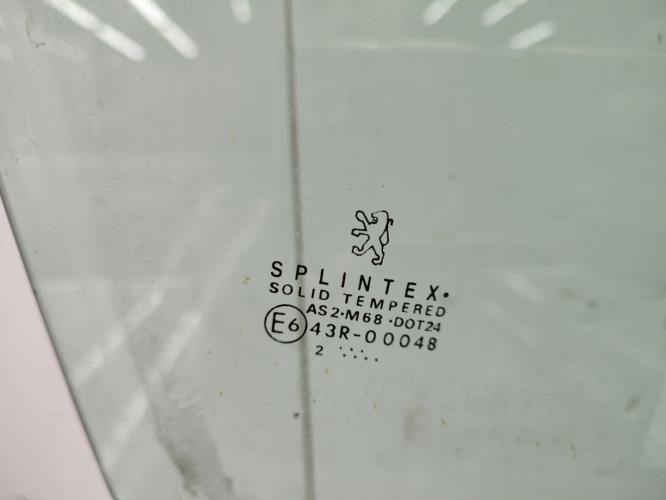 SPLINTEX·
SOLID TEMPERED
AS2·M68·DOT24
E6 43R-00048
2